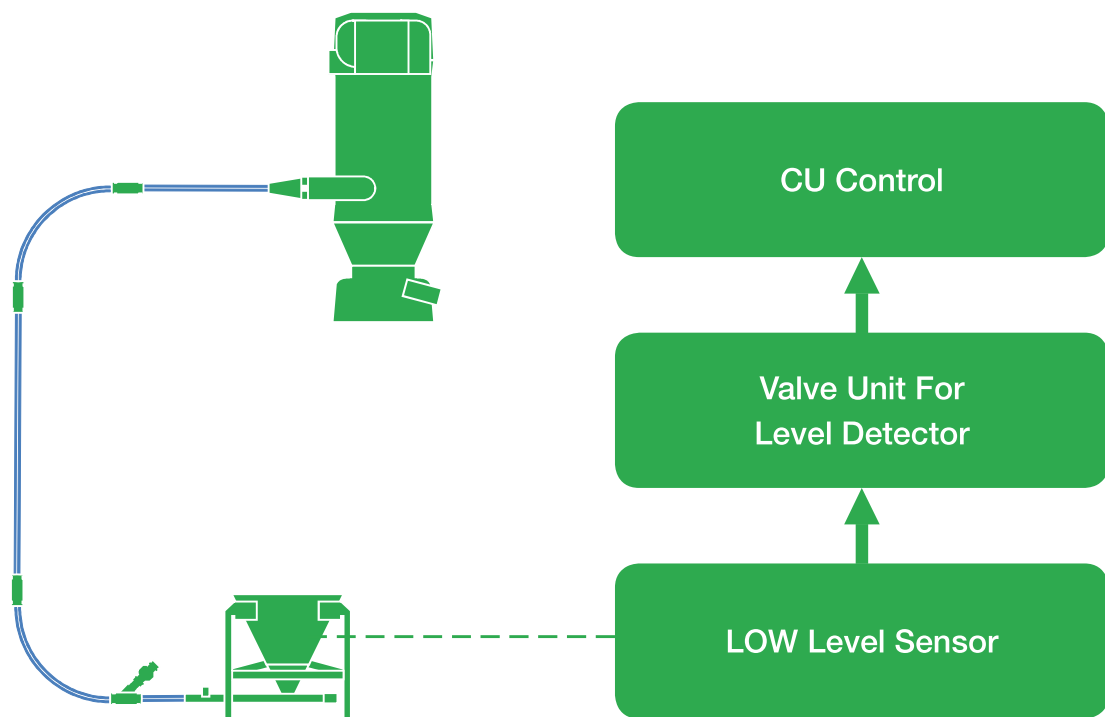 CU Control
Valve Unit For
Level Detector
LOW Level Sensor